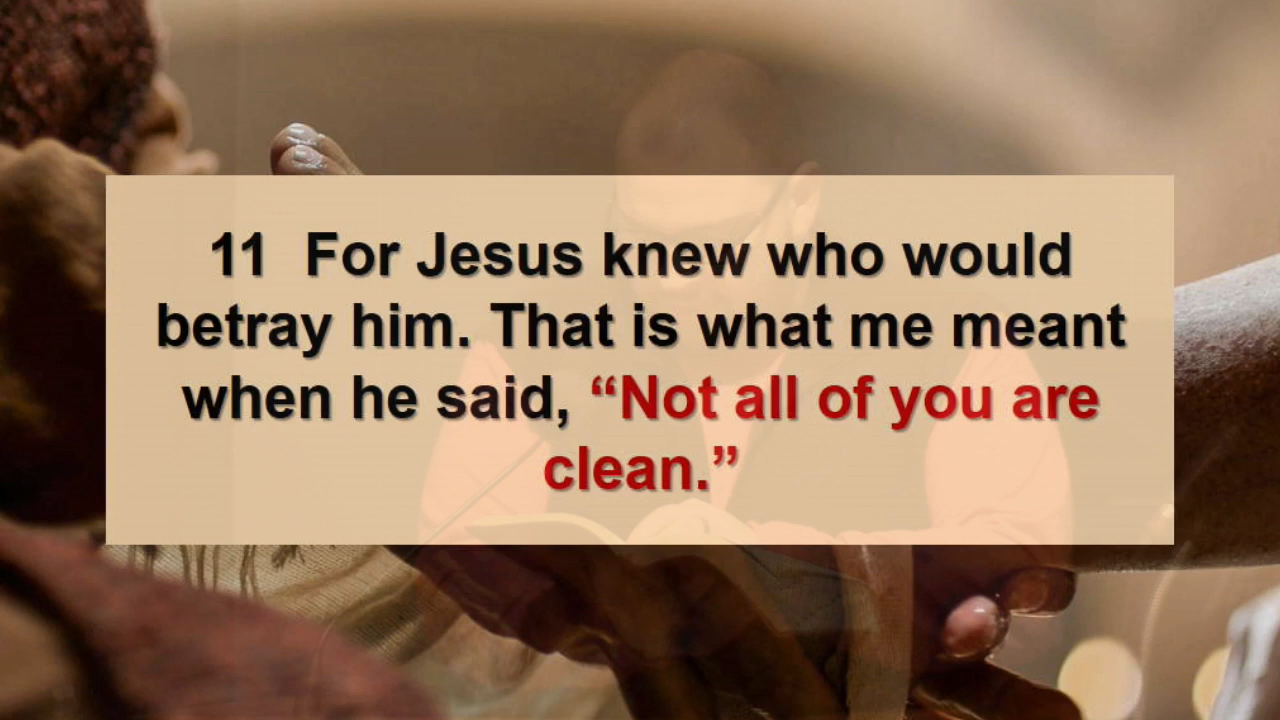 11  For Jesus knew who would
betray him. That is what me meant
when he said, “Not all of you are
clean.”